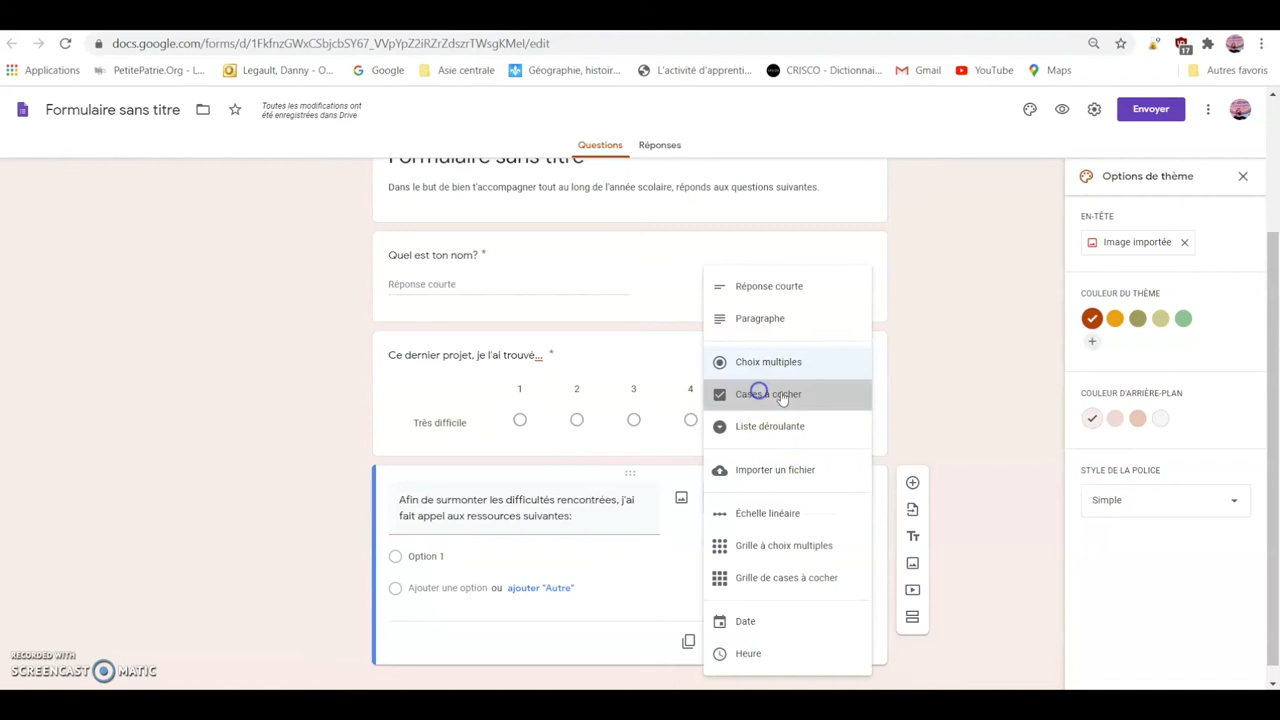 docs.google.com/forms/d/1FkfnzGWxCSbjcbSY67_VVpYpZ2iRZrZdszrTWsgKMeI/edit
17
Applications
PetitePatrie.Org - L...
Legault, Danny - O...
Google
Asie centrale
Géographie, histoir...
L'activité d'apprenti...
CRISCO - Dictionnai...
Gmail
YouTube
Maps
Autres favoris
Formulaire sans titre
Toutes les modifications ont
été enregistrées dans Drive
Envoyer
Questions
Réponses
Formulaire sans titre
Dans le but de bien t'accompagner tout au long de l'année scolaire, réponds aux questions suivantes.
Quel est ton nom? *
Réponse courte
Ce dernier projet, je l'ai trouvé... *
1 2 3 4
Très difficile
Afin de surmonter les difficultés rencontrées, j'ai
fait appel aux ressources suivantes:
Option 1
Ajouter une option ou ajouter "Autre"
Réponse courte
Paragraphe
Choix multiples
Cases à cocher
Liste déroulante
Importer un fichier
Échelle linéaire
Grille à choix multiples
Grille de cases à cocher
Date
Heure
Options de thème
EN-TÊTE
Image importée
COULEUR DU THÈME
COULEUR D'ARRIÈRE-PLAN
STYLE DE LA POLICE
Simple
RECORDED WITH
SCREENCAST MATIC